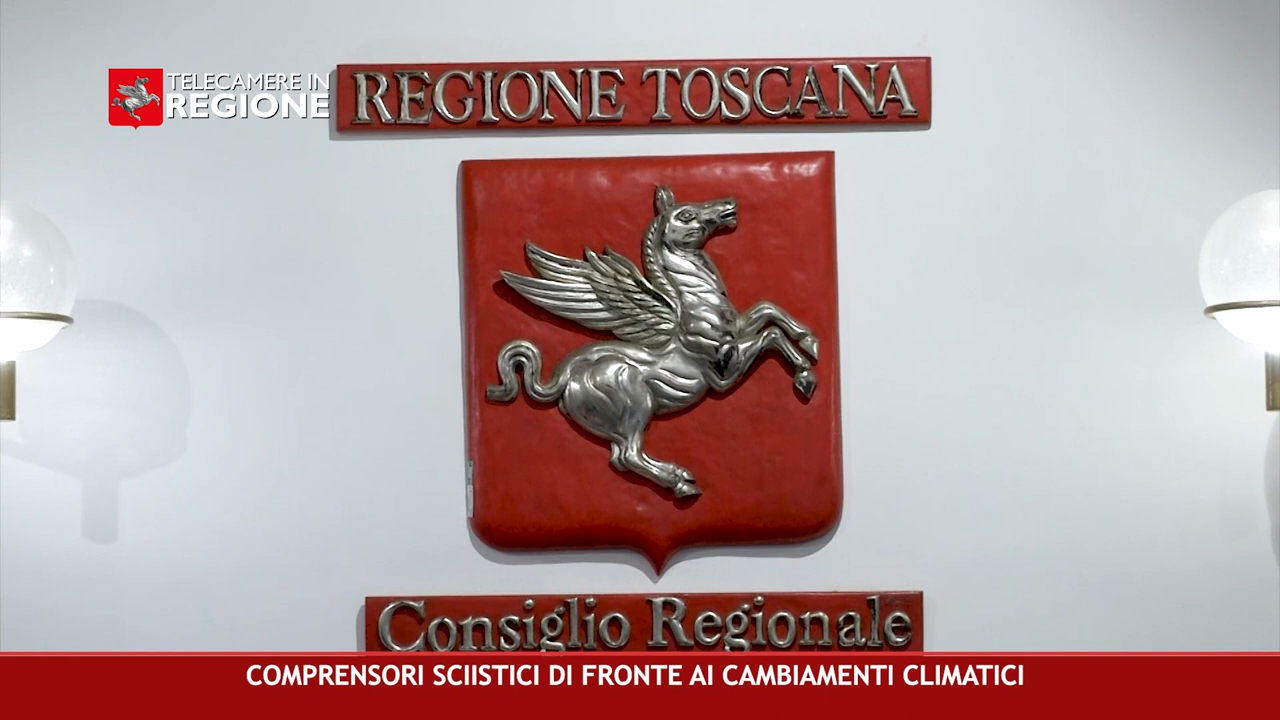 TELECAMERE IN
REGIONE
REGIONE TOSCANA
Consiglio Regionale
COMPRENSORI SCIISTICI DI FRONTE AI CAMBIAMENTI CLIMATICI